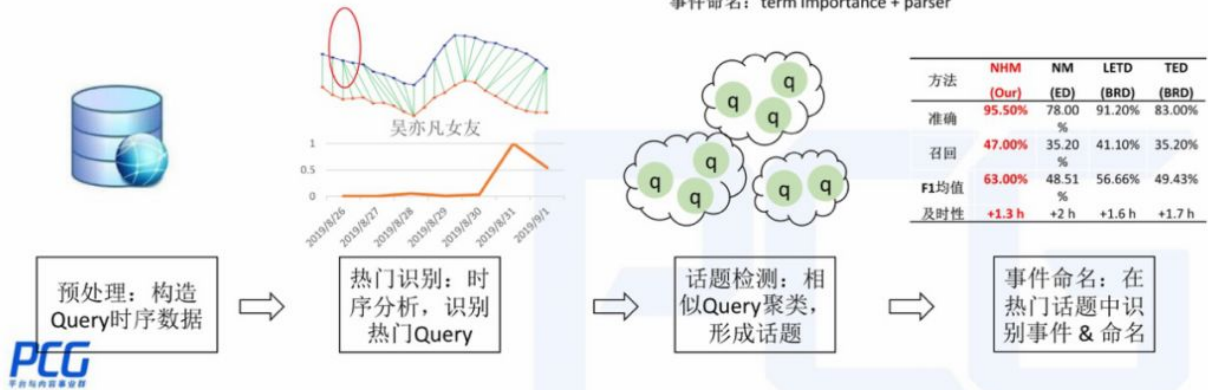 事件命名：term importance + parser
吴亦凡女友
1
0.5
0
2019/8/26
2019/8/27
2019/8/28
2019/8/29
2019/8/30
2019/8/31
2019/9/1
q
q
q
q
q
q
q
q
方法 NHM (Our) NM (ED) LETD (BRD) TED (BRD)
准确 95.50% 78.00% 91.20% 83.00%
召回 47.00% 35.20% 41.10% 35.20%
F1均值 63.00% 48.51% 56.66% 49.43%
及时性 +1.3 h +2 h +1.6 h +1.7 h
预处理：构造
Query时序数据
热门识别：时
序分析，识别
热门Query
话题检测：相
似Query聚类，
形成话题
事件命名：在
热门话题中识
别事件 & 命名
PCG
平台与内容事业群